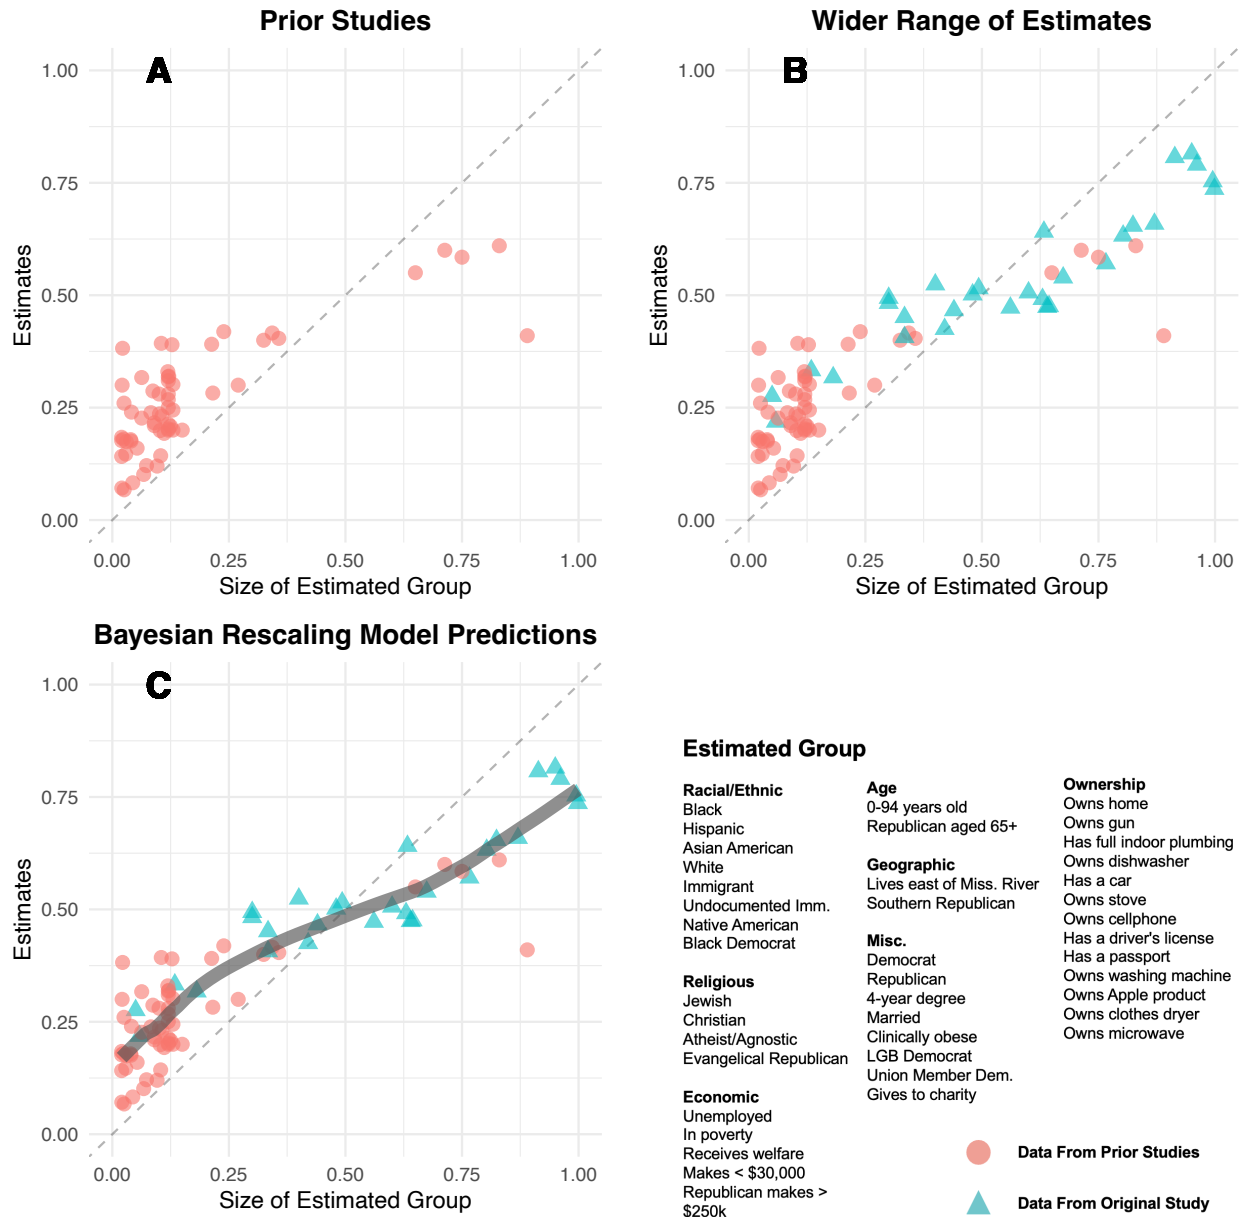 Prior Studies
A
1.00
0.75
0.50
0.25
0.00
Estimates
0.00 0.25 0.50 0.75 1.00
Size of Estimated Group
Wider Range of Estimates
B
1.00
0.75
0.50
0.25
0.00
Estimates
0.00 0.25 0.50 0.75 1.00
Size of Estimated Group
Bayesian Rescaling Model Predictions
C
1.00
0.75
0.50
0.25
0.00
Estimates
0.00 0.25 0.50 0.75 1.00
Size of Estimated Group
Estimated Group
Racial/Ethnic
Black
Hispanic
Asian American
White
Immigrant
Undocumented Imm.
Native American
Black Democrat
Religious
Jewish
Christian
Atheist/Agnostic
Evangelical Republican
Economic
Unemployed
In poverty
Receives welfare
Makes < $30,000
Republican makes >
$250k
Age
0-94 years old
Republican aged 65+
Geographic
Lives east of Miss. River
Southern Republican
Misc.
Democrat
Republican
4-year degree
Married
Clinically obese
LGB Democrat
Union Member Dem.
Gives to charity
Ownership
Owns home
Owns gun
Has full indoor plumbing
Owns dishwasher
Has a car
Owns stove
Owns cellphone
Has a driver's license
Has a passport
Owns washing machine
Owns Apple product
Owns clothes dryer
Owns microwave
Data From Prior Studies
Data From Original Study